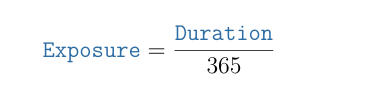 Exposure = Duration / 365